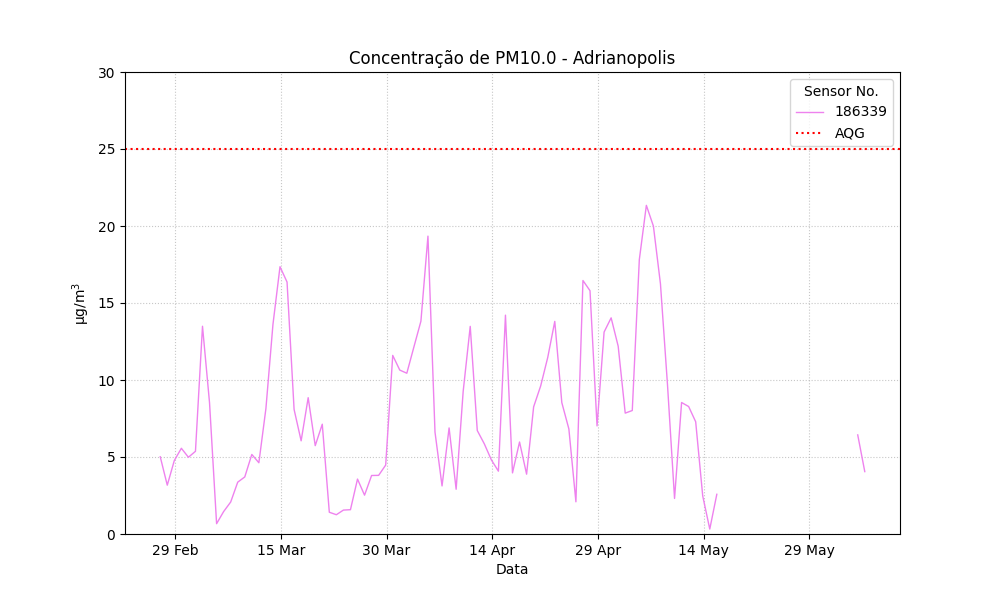 Concentração de PM10.0 - Adrianopolis
Sensor No.
186339
AQG
30
25
20
15
10
5
0
µg/m³
29 Feb
15 Mar
30 Mar
14 Apr
29 Apr
14 May
29 May
Data